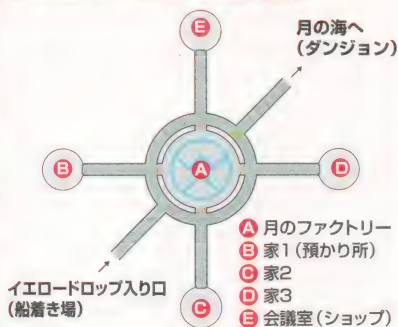 E
月の海へ
(ダンジョン)
B
A
D
A 月のファクトリー
B 家1(預かり所)
C 家2
D 家3
E 会議室(ショップ)
イエロードロップ入り口
(船着き場)
C